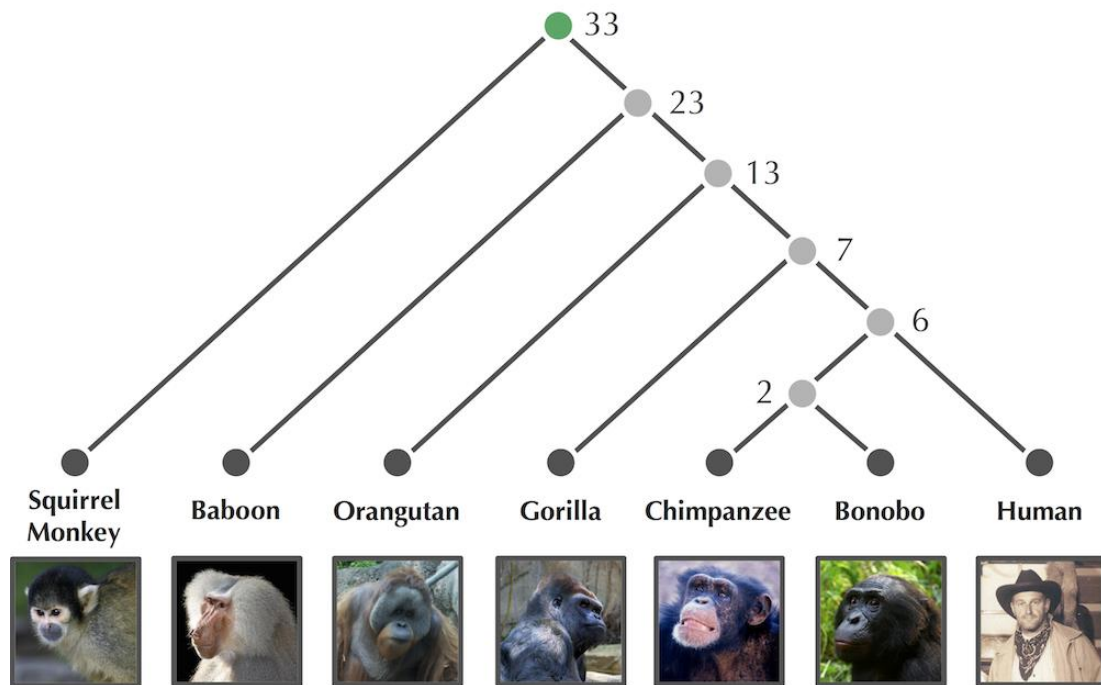 33
23
13
7
6
2
Squirrel
Monkey
Baboon
Orangutan
Gorilla
Chimpanzee
Bonobo
Human